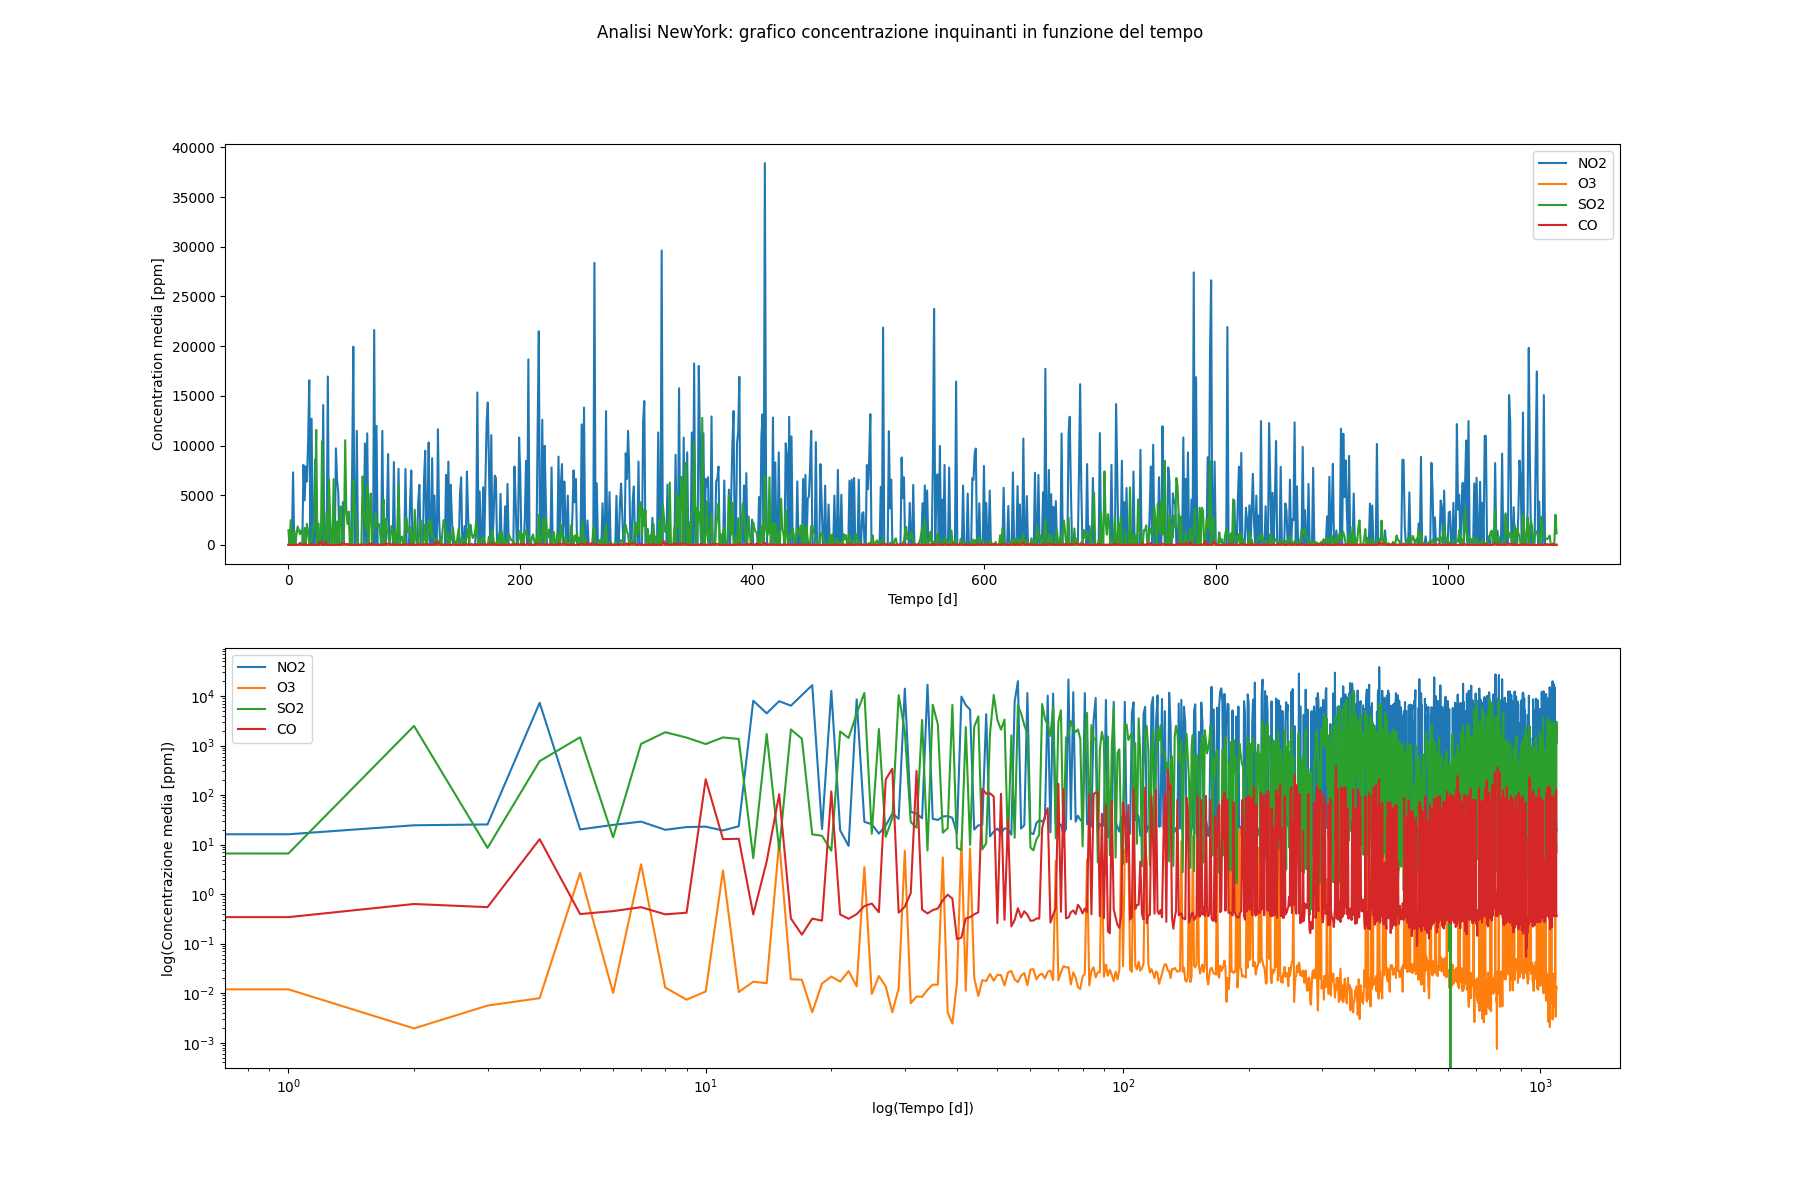 Analisi NewYork: grafico concentrazione inquinanti in funzione del tempo
40000
35000
30000
25000
20000
15000
10000
5000
0
Concentration media [ppm]
NO2
O3
SO2
CO
0 200 400 600 800 1000
Tempo [d]
10⁴
10³
10²
10¹
10⁰
10⁻¹
10⁻²
10⁻³
log(Concentrazione media [ppm])
NO2
O3
SO2
CO
10⁰ 10¹ 10² 10³
log(Tempo [d])